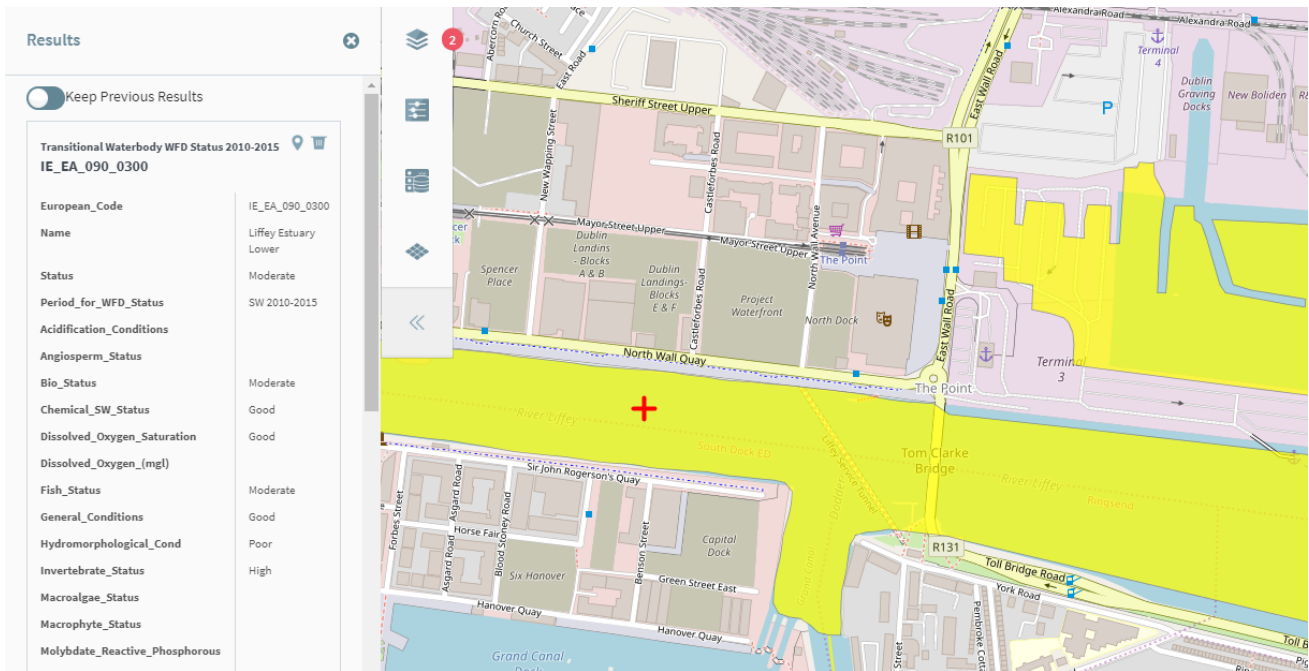 Results
Keep Previous Results
Transitional Waterbody WFD Status 2010-2015
IE_EA_090_0300
European_Code IE_EA_090_0300
Name Liffey Estuary
Lower
Status Moderate
Period_for_WFD_Status SW 2010-2015
Acidification_Conditions
Angiosperm_Status
Bio_Status Moderate
Chemical_SW_Status Good
Dissolved_Oxygen_Saturation Good
Dissolved_Oxygen_(mgl)
Fish_Status Moderate
General_Conditions Good
Hydromorphological_Cond Poor
Invertebrate_Status High
Macroalgae_Status
Macrophyte_Status
Molybdate_Reactive_Phosphorous
2
Abercorn Road
Church Street
East Road
Alexandra Road
Alexandra Road
Terminal
4
Dublin
Graving
Docks
New Boliden
P
Sheriff Street Upper
East Wall Road
R101
New Wapping Street
Castleforbes Road
North Wall Avenue
Mayor Street Upper
Mayor Street Upper
The Point
Spencer
Place
Dublin
Landins
- Blocks
A & B
Dublin
Landings-
Blocks
E & F
Castleforbes Road
Project
Waterfront
North Dock
East Wall Road
North Wall Quay
The Point
Terminal
3
River Liffey
South Dock ED
Liffey Service Tunnel
Dodder
Tom Clarke
Bridge
River Liffey
Ringsend
Sir John Rogerson's Quay
Forbes Street
Asgard Road
Asgard Road
Blood Stoney Road
Horse Fair
Benson Street
Capital
Dock
Six Hanover
Green Street East
Hanover Quay
Hanover Quay
Grand Canal
R131
Toll Bridge Road
York Road